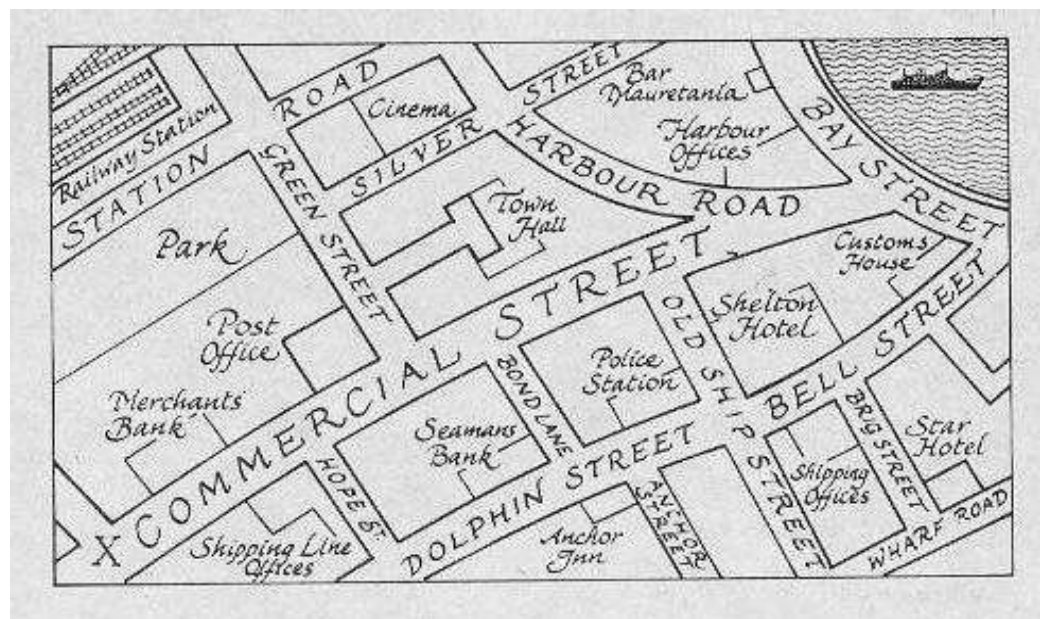 Railway Station
STATION
ROAD
Cinema
SILVER
STREET
Bar
Mauretania
Harbour
Offices
BAY STREET
HARBOUR ROAD
GREEN STREET
Town
Hall
Park
Customs
House
Post
Office
COMMERCIAL STREET
OLD SHIP STREET
Shelton
Hotel
BELL STREET
Police
Station
BOND LANE
Merchants'
Bank
Seamans
Bank
BRIG STREET
Star
Hotel
X
HOPE ST.
DOLPHIN STREET
Shipping Line
Offices
Anchor
Inn
ANCHOR
STREET
Shipping
Offices
WHARF ROAD